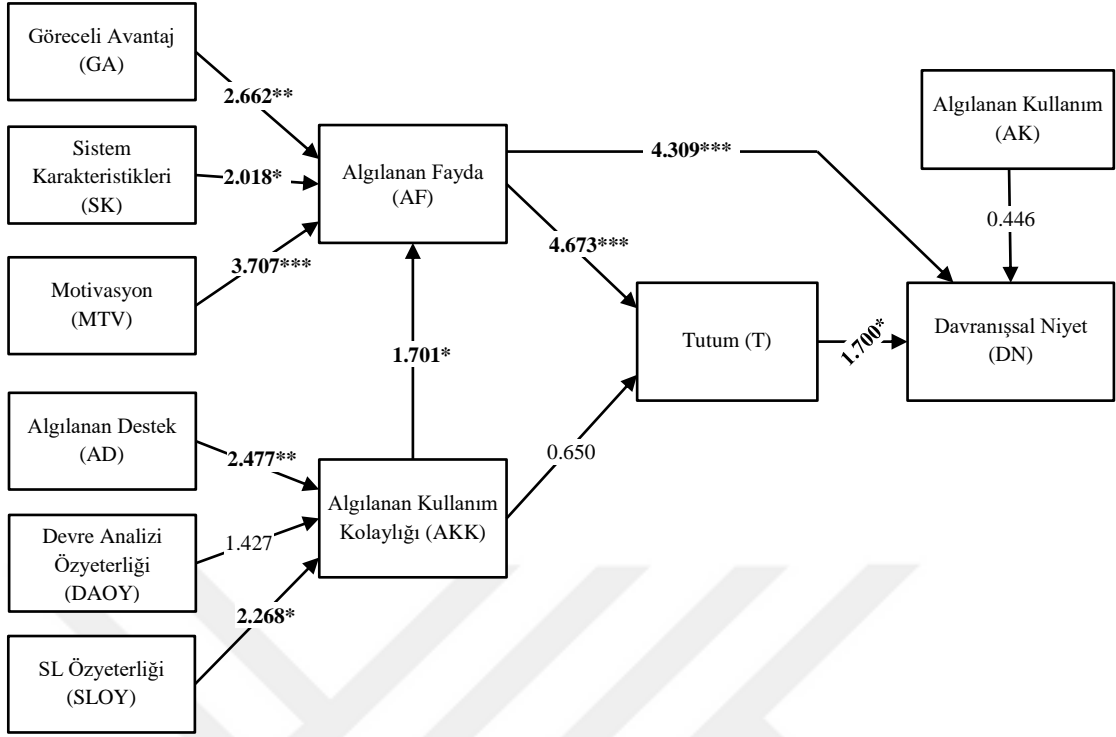 Göreceli Avantaj
(GA)
2.662**
Sistem
Karakteristikleri
(SK)
2.018*
Motivasyon
(MTV)
3.707***
Algılanan Fayda
(AF)
4.309***
4.673***
Algılanan Kullanım
(AK)
0.446
1.701*
Tutum (T)
1.700*
Davranışsal Niyet
(DN)
Algılanan Destek
(AD)
2.477**
Devre Analizi
Özyeterliği
(DAOY)
1.427
SL Özyeterliği
(SLOY)
2.268*
Algılanan Kullanım
Kolaylığı (AKK)
0.650